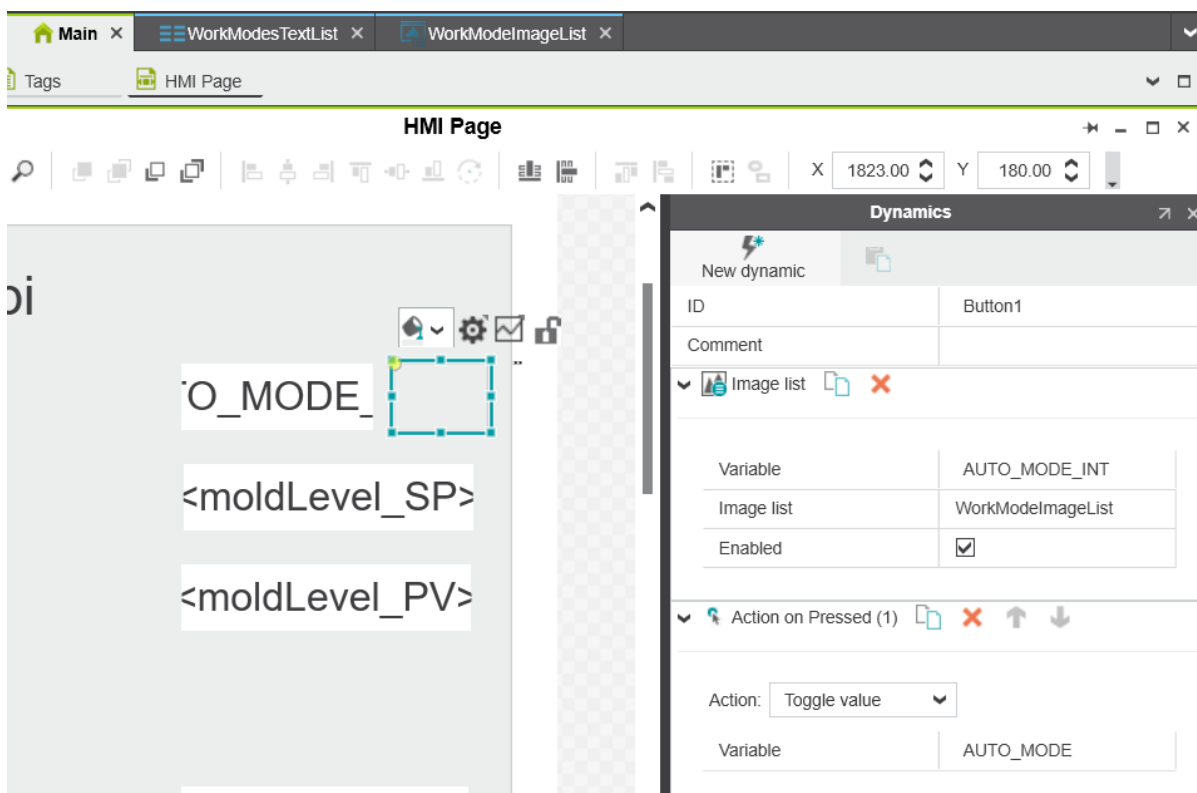 Main
WorkModesTextList
WorkModeImageList
Tags
HMI Page
HMI Page
X 1823.00 Y 180.00
Dynamics
New dynamic
ID Button1
Comment
Image list
Variable AUTO_MODE_INT
Image list WorkModeImageList
Enabled
Action on Pressed (1)
Action: Toggle value
Variable AUTO_MODE
TO_MODE_
<moldLevel_SP>
<moldLevel_PV>